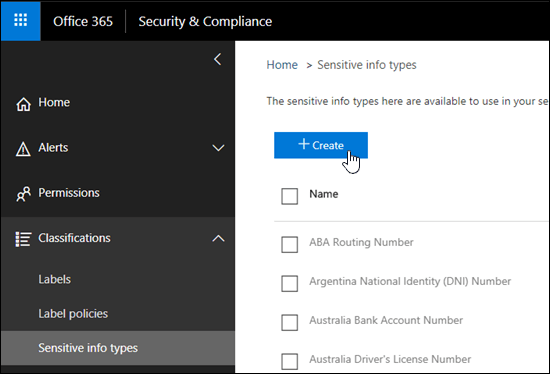 Office 365 Security & Compliance
Home > Sensitive info types
Home
The sensitive info types here are available to use in your se
Alerts
+ Create
Permissions
Name
Classifications
ABA Routing Number
Labels
Argentina National Identity (DNI) Number
Label policies
Australia Bank Account Number
Sensitive info types
Australia Driver's License Number